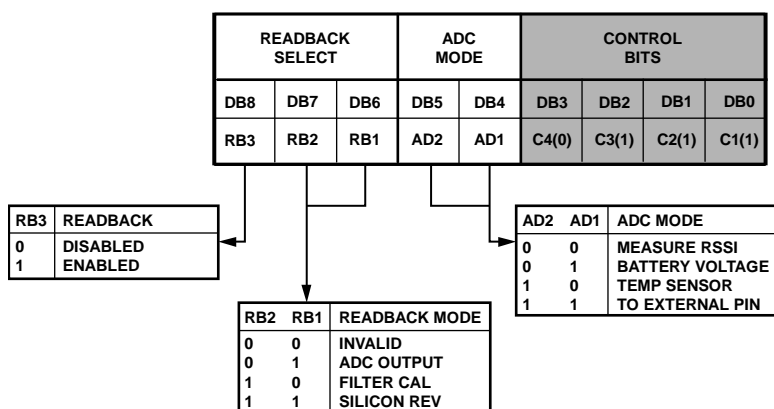 READBACK SELECT ADC MODE CONTROL BITS
DB8 DB7 DB6 DB5 DB4 DB3 DB2 DB1 DB0
RB3 RB2 RB1 AD2 AD1 C4(0) C3(1) C2(1) C1(1)
RB3 READBACK
0 DISABLED
1 ENABLED
AD2 AD1 ADC MODE
0 0 MEASURE RSSI
0 1 BATTERY VOLTAGE
1 0 TEMP SENSOR
1 1 TO EXTERNAL PIN
RB2 RB1 READBACK MODE
0 0 INVALID
0 1 ADC OUTPUT
1 0 FILTER CAL
1 1 SILICON REV